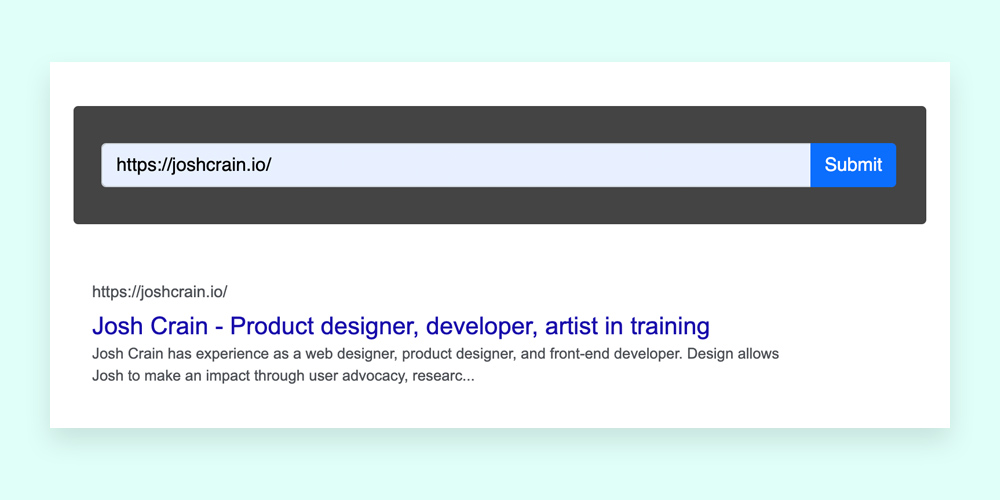 https://joshcrain.io/ Submit
https://joshcrain.io/
Josh Crain - Product designer, developer, artist in training
Josh Crain has experience as a web designer, product designer, and front-end developer. Design allows
Josh to make an impact through user advocacy, researc...